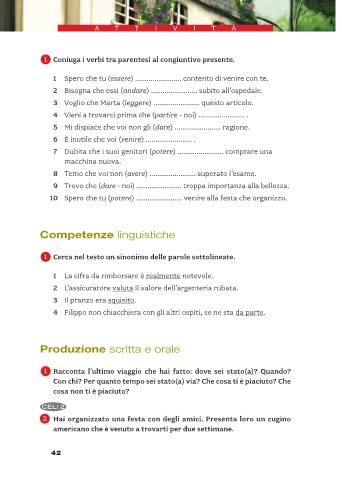 ATTIVITÀ
1 Coniuga i verbi tra parentesi al congiuntivo presente.
1 Spero che tu (essere) ........................ contento di venire con te.
2 Bisogna che essi (andare) ........................ subito all'ospedale.
3 Voglio che Marta (leggere) ........................ questo articolo.
4 Vieni a trovarci prima che (partire - noi) ........................ .
5 Mi dispiace che voi non gli (dare) ........................ ragione.
6 È inutile che voi (venire) ........................ .
7 Dubita che i suoi genitori (potere) ........................ comprare una
macchina nuova.
8 Temo che voi non (avere) ........................ superato l'esame.
9 Trovo che (dare - noi) ........................ troppa importanza alla bellezza.
10 Spero che tu (potere) ........................ venire alla festa che organizzo.
Competenze linguistiche
1 Cerca nel testo un sinonimo delle parole sottolineate.
1 La cifra da rimborsare è realmente notevole.
2 L'assicuratore valuta il valore dell'argenteria rubata.
3 Il pranzo era squisito.
4 Filippo non chiacchiera con gli altri ospiti, se ne sta da parte.
Produzione scritta e orale
1 Racconta l'ultimo viaggio che hai fatto: dove sei stato(a)? Quando?
Con chi? Per quanto tempo sei stato(a) via? Che cosa ti è piaciuto? Che
cosa non ti è piaciuto?
CELI 2
2 Hai organizzato una festa con degli amici. Presenta loro un cugino
americano che è venuto a trovarti per due settimane.
42